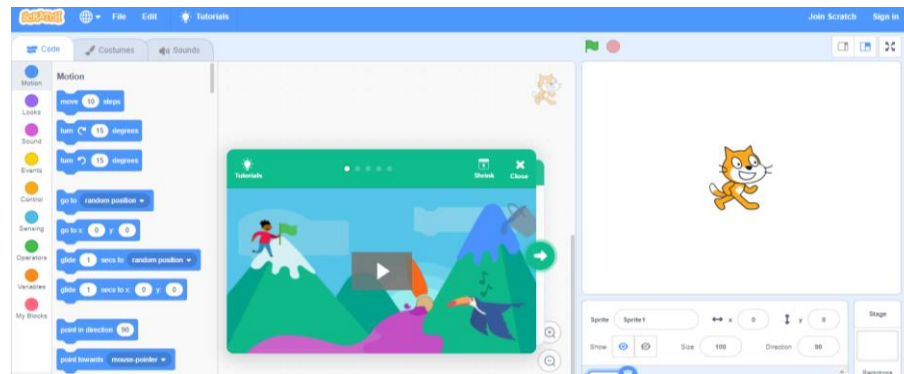 SCRATCH File Edit Tutorials Join Scratch Sign in
Code Costumes Sounds
Motion
Looks
Sound
Events
Control
Sensing
Operators
Variables
My Blocks
Motion
move 10 steps
turn 15 degrees
turn 15 degrees
go to random position
go to x: 0 y: 0
glide 1 secs to random position
glide 1 secs to x: 0 y: 0
point in direction 90
point towards mouse-pointer
Tutorials Shrink Close
Sprite Sprite1 x 0 y 0
Show Size 100 Direction 90
Stage
Backdrops